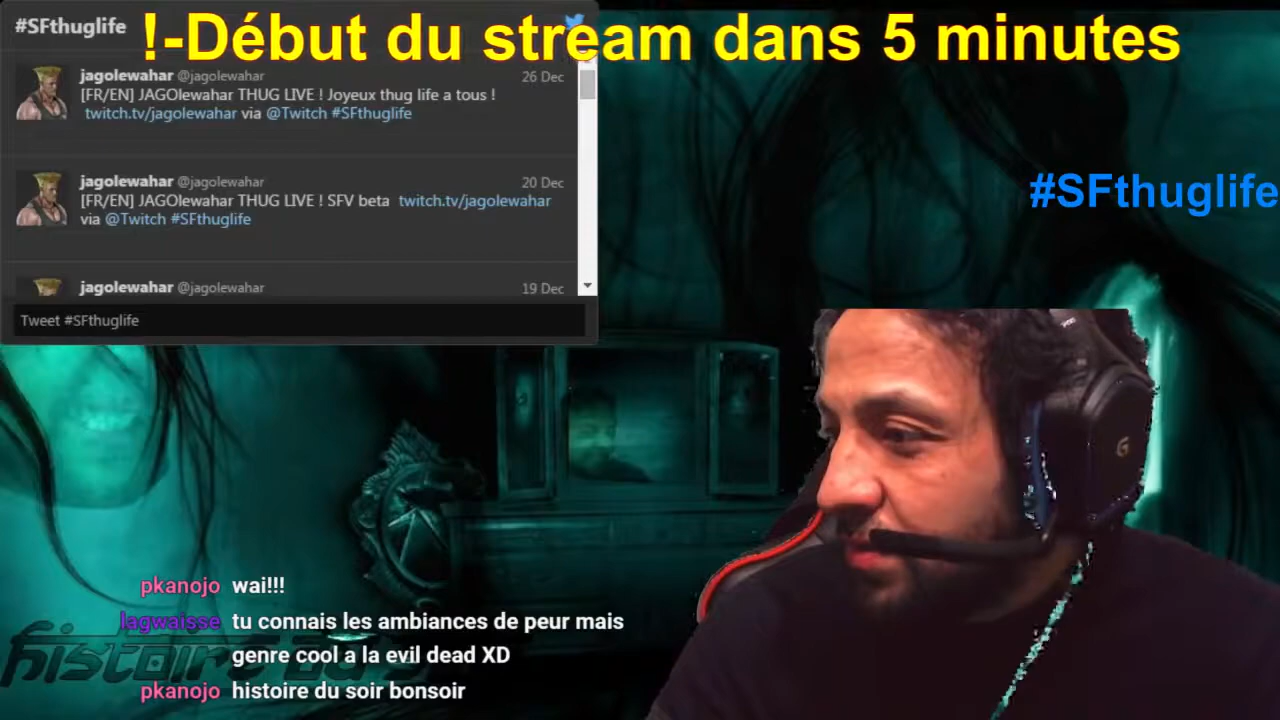 #SFthuglife
!-Début du stream dans 5 minutes
jagolewahar @jagolewahar 26 Dec
[FR/EN] JAGOlewahar THUG LIVE ! Joyeux thug life a tous !
twitch.tv/jagolewahar via @Twitch #SFthuglife
jagolewahar @jagolewahar 20 Dec
[FR/EN] JAGOlewahar THUG LIVE ! SFV beta twitch.tv/jagolewahar
via @Twitch #SFthuglife
#SFthuglife
jagolewahar @jagolewahar 19 Dec
Tweet #SFthuglife
G
pkanojo wai!!!
lagwaisse tu connais les ambiances de peur mais
genre cool a la evil dead XD
histoire du s
pkanojo histoire du soir bonsoir